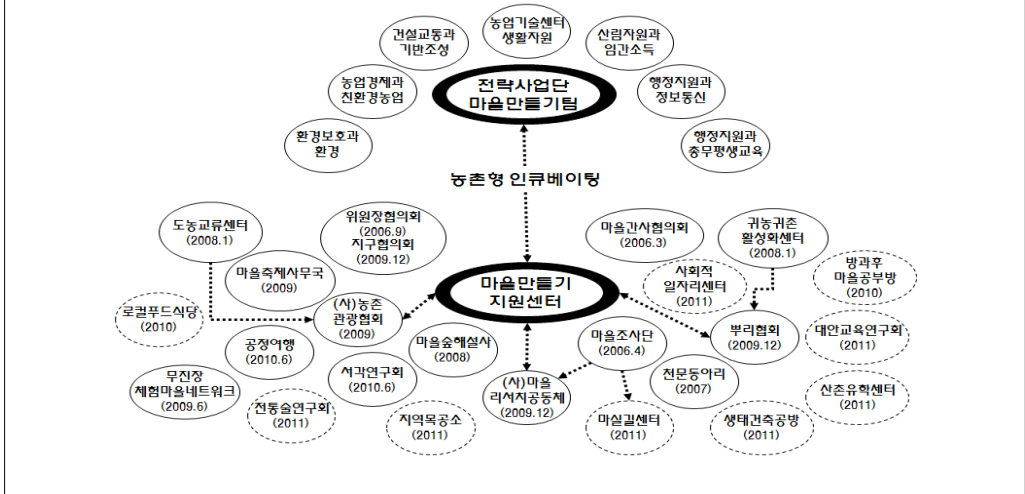 농업기술센터
생활자원
건설교통과
기반조성
산림자원과
임간소득
농업경제과
친환경농업
전략사업단
마을만들기팀
행정지원과
정보통신
환경보호과
환경
행정지원과
총무평생교육
농촌형 인큐베이팅
도농교류센터
(2008.1)
위원장협의회
(2006.9)
지구협의회
(2009.12)
마을간사협의회
(2006.3)
귀농귀촌
활성화센터
(2008.1)
마을축제사무국
(2009)
마을만들기
지원센터
사회적
일자리센터
(2011)
방과후
마을공부방
(2010)
로컬푸드식당
(2010)
(사)농촌
관광협회
(2009)
공정여행
(2010.6)
마을숲해설사
(2008)
마을조사단
(2006.4)
뿌리협회
(2009.12)
대안교육연구회
(2011)
무진장
체험마을네트워크
(2009.6)
서각연구회
(2010.6)
(사)마을
리서치공동체
(2009.12)
전문동아리
(2007)
산촌유학센터
(2011)
전통술연구회
(2011)
지역목공소
(2011)
마실길센터
(2011)
생태건축공방
(2011)